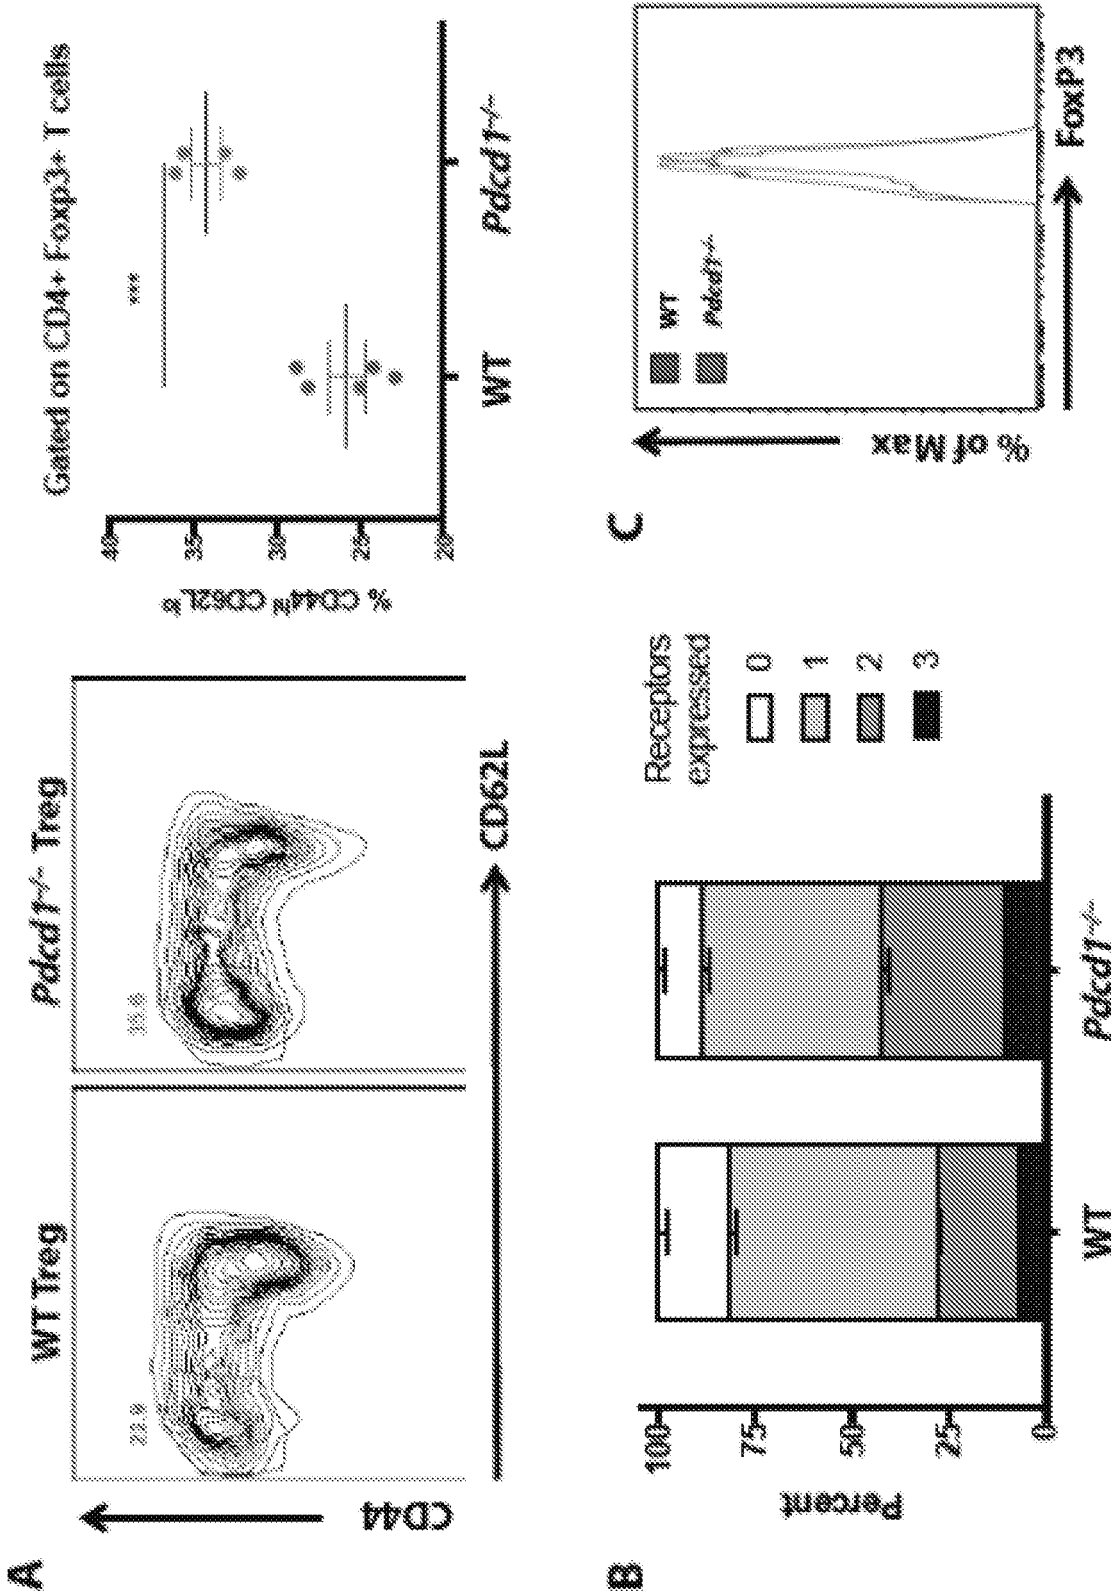 A
WT Treg
Pdcd1-/- Treg
CD44
23.9
CD62L
Gated on CD4+ Foxp3+ T cells
% CD44hi CD62Llo
40
35
30
25
20
***
WT
Pdcd1-/-
B
Percent
100
75
50
25
0
WT
Pdcd1-/-
Receptors
expressed
0
1
2
3
C
% of Max
WT
Pdcd1-/-
FoxP3